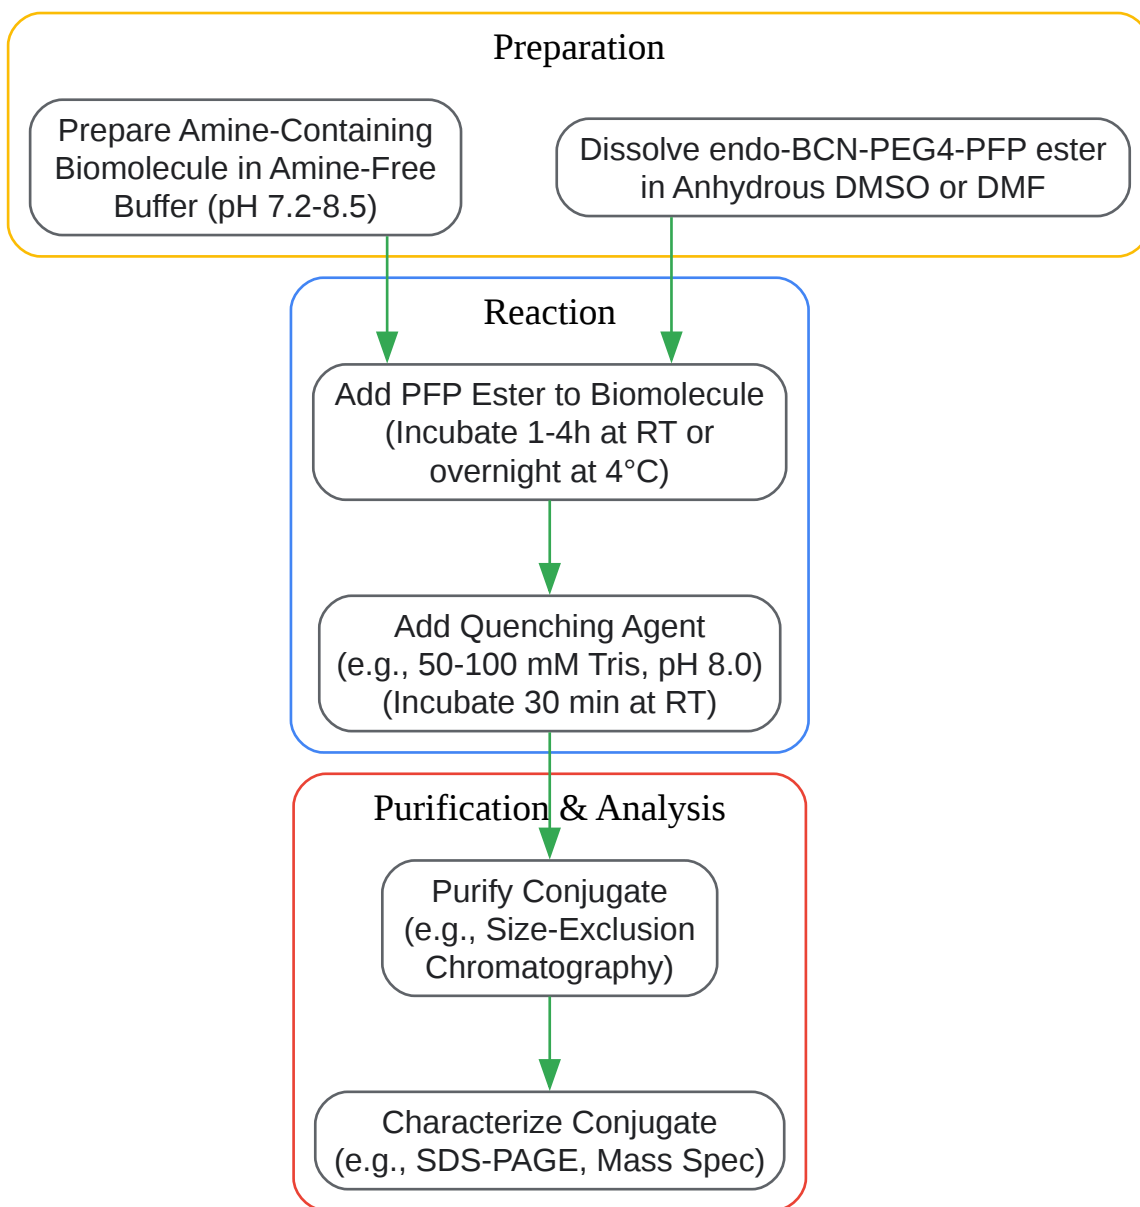 Preparation
Prepare Amine-Containing
Biomolecule in Amine-Free
Buffer (pH 7.2-8.5)
Dissolve endo-BCN-PEG4-PFP ester
in Anhydrous DMSO or DMF
Reaction
Add PFP Ester to Biomolecule
(Incubate 1-4h at RT or
overnight at 4°C)
Add Quenching Agent
(e.g., 50-100 mM Tris, pH 8.0)
(Incubate 30 min at RT)
Purification & Analysis
Purify Conjugate
(e.g., Size-Exclusion
Chromatography)
Characterize Conjugate
(e.g., SDS-PAGE, Mass Spec)